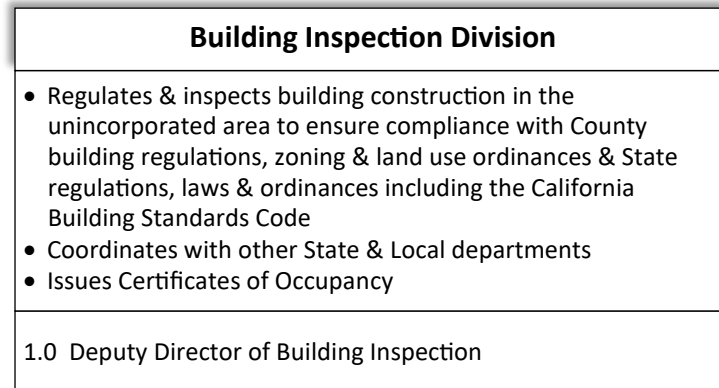 Building Inspection Division
• Regulates & inspects building construction in the
unincorporated area to ensure compliance with County
building regulations, zoning & land use ordinances & State
regulations, laws & ordinances including the California
Building Standards Code
• Coordinates with other State & Local departments
• Issues Certificates of Occupancy
1.0 Deputy Director of Building Inspection